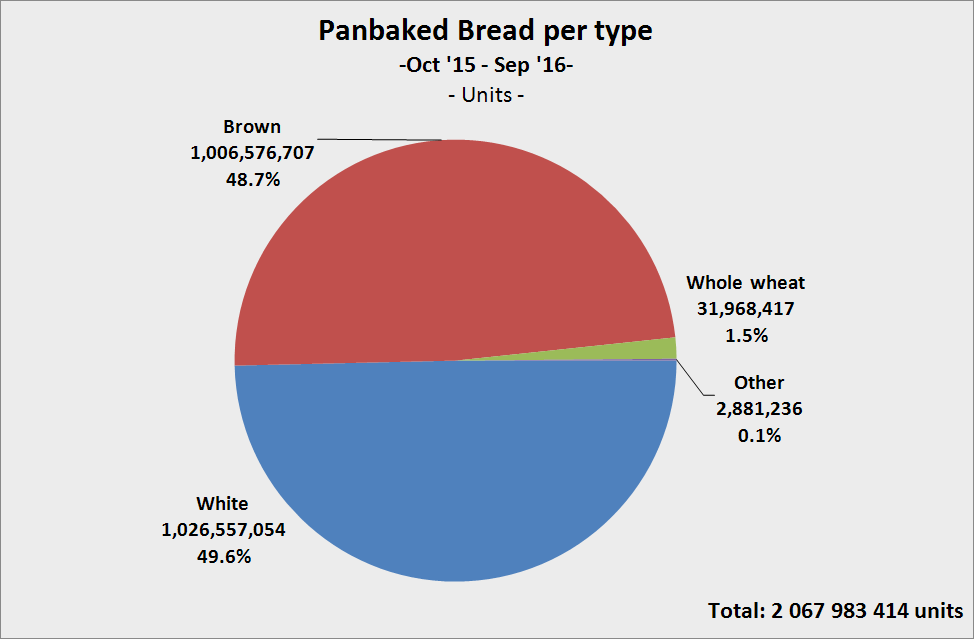 Panbaked Bread per type
-Oct '15 - Sep '16-
- Units -
Brown
1,006,576,707
48.7%
Whole wheat
31,968,417
1.5%
Other
2,881,236
0.1%
White
1,026,557,054
49.6%
Total: 2 067 983 414 units